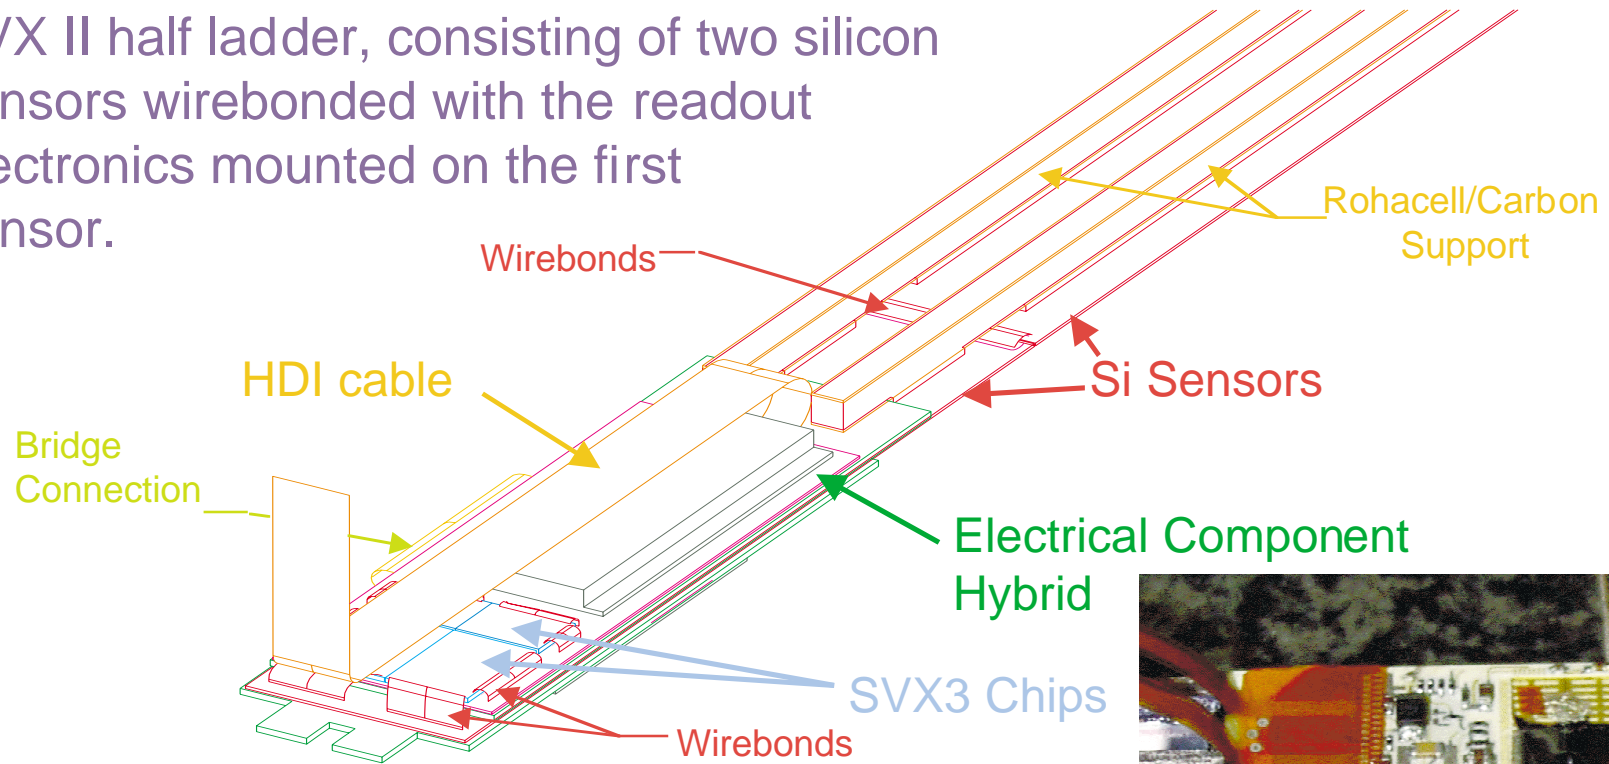 VX II half ladder, consisting of two silicon
nsors wirebonded with the readout
ectronics mounted on the first
nsor.
Rohacell/Carbon
Support
Wirebonds
HDI cable
Si Sensors
Bridge
Connection
Electrical Component
Hybrid
SVX3 Chips
Wirebonds